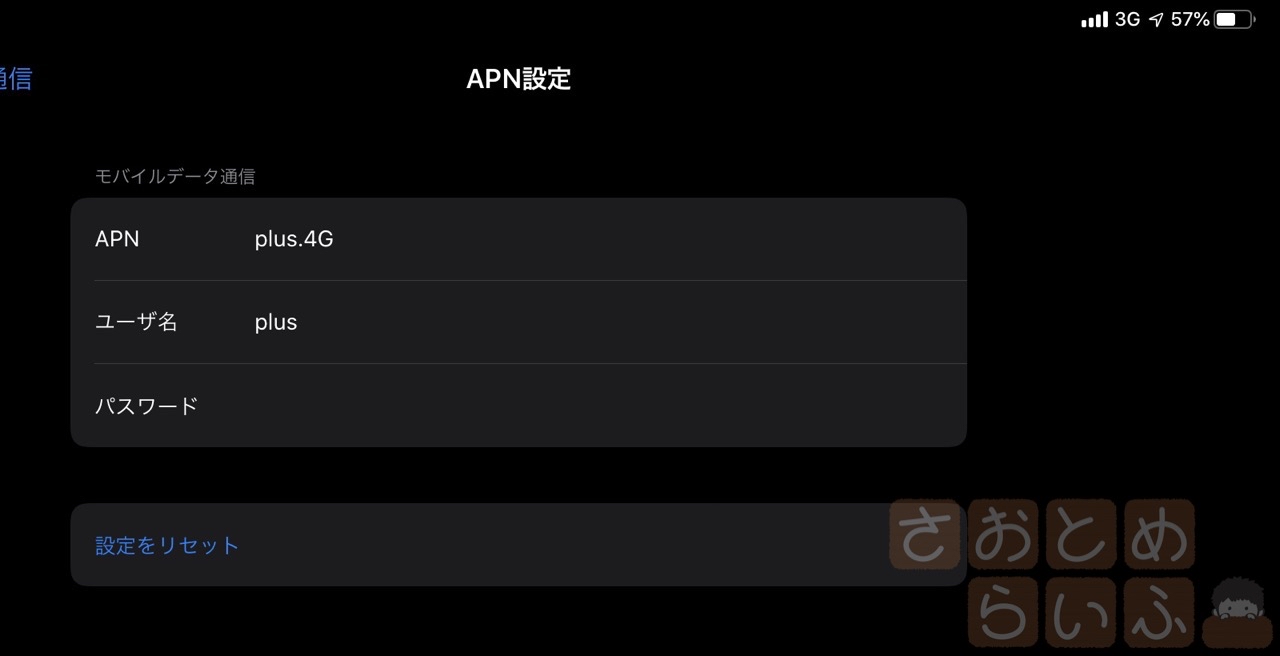 3G 57%
通信
APN設定
モバイルデータ通信
APN plus.4G
ユーザ名 plus
パスワード
設定をリセット
さおとめ
らいふ